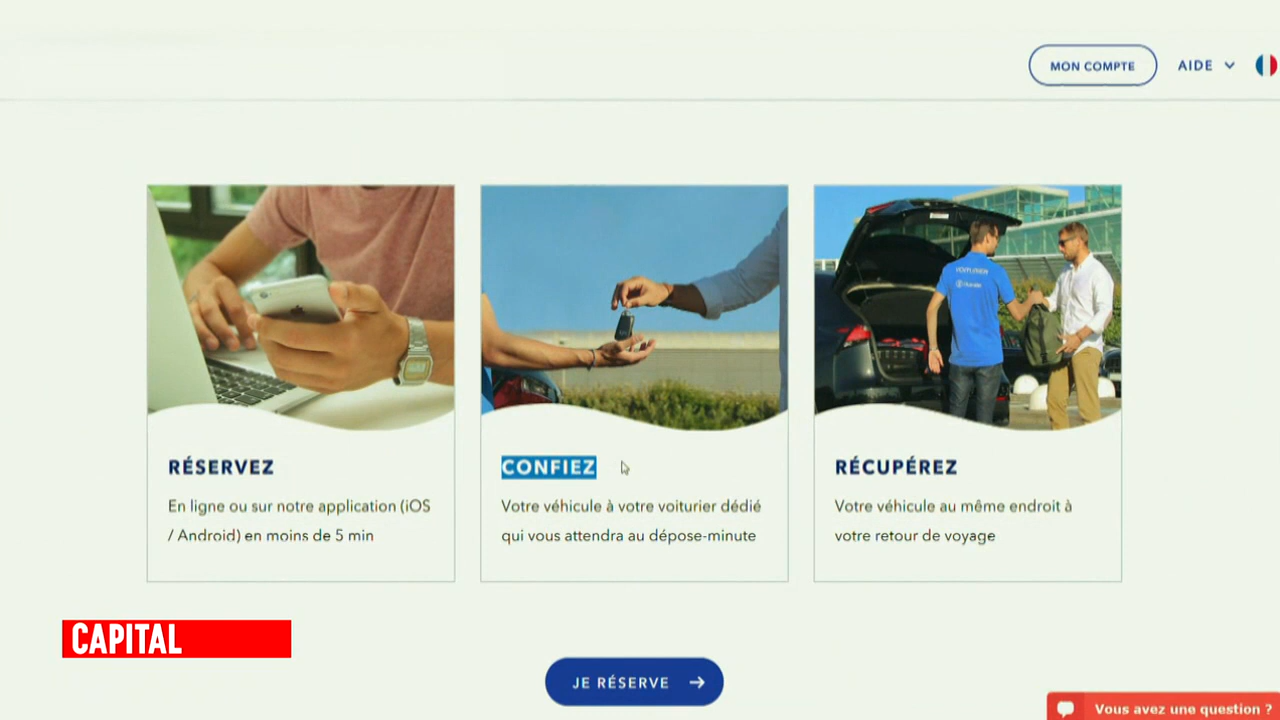 MON COMPTE
AIDE
VOITURIER
RÉSERVEZ
En ligne ou sur notre application (iOS
/ Android) en moins de 5 min
CONFIEZ
Votre véhicule à votre voiturier dédié
qui vous attendra au dépose-minute
RÉCUPÉREZ
Votre véhicule au même endroit à
votre retour de voyage
CAPITAL
JE RÉSERVE
Vous avez une question ?